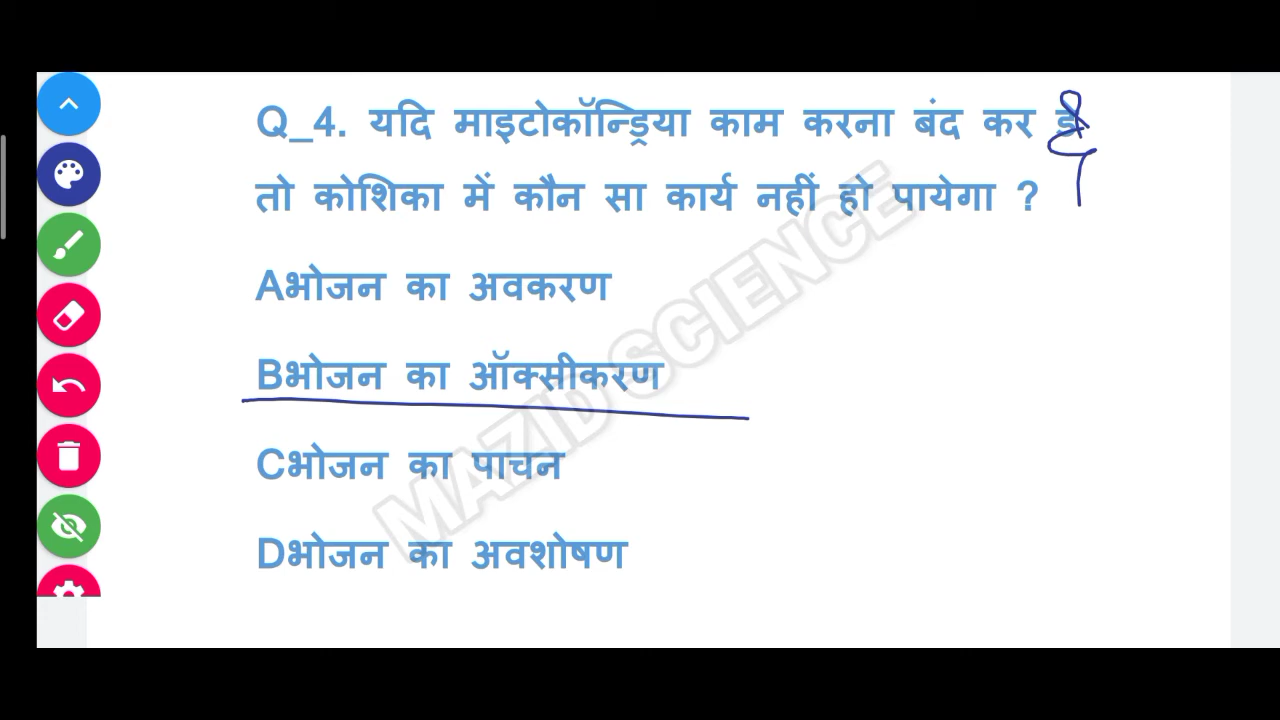 Q_4. यदि माइटोकॉन्ड्रिया काम करना बंद कर
तो कोशिका में कौन सा कार्य नहीं हो पायेगा ?
Aभोजन का अवकरण
Bभोजन का ऑक्सीकरण
Cभोजन का पाचन
Dभोजन का अवशोषण
MAZID SCIENCE